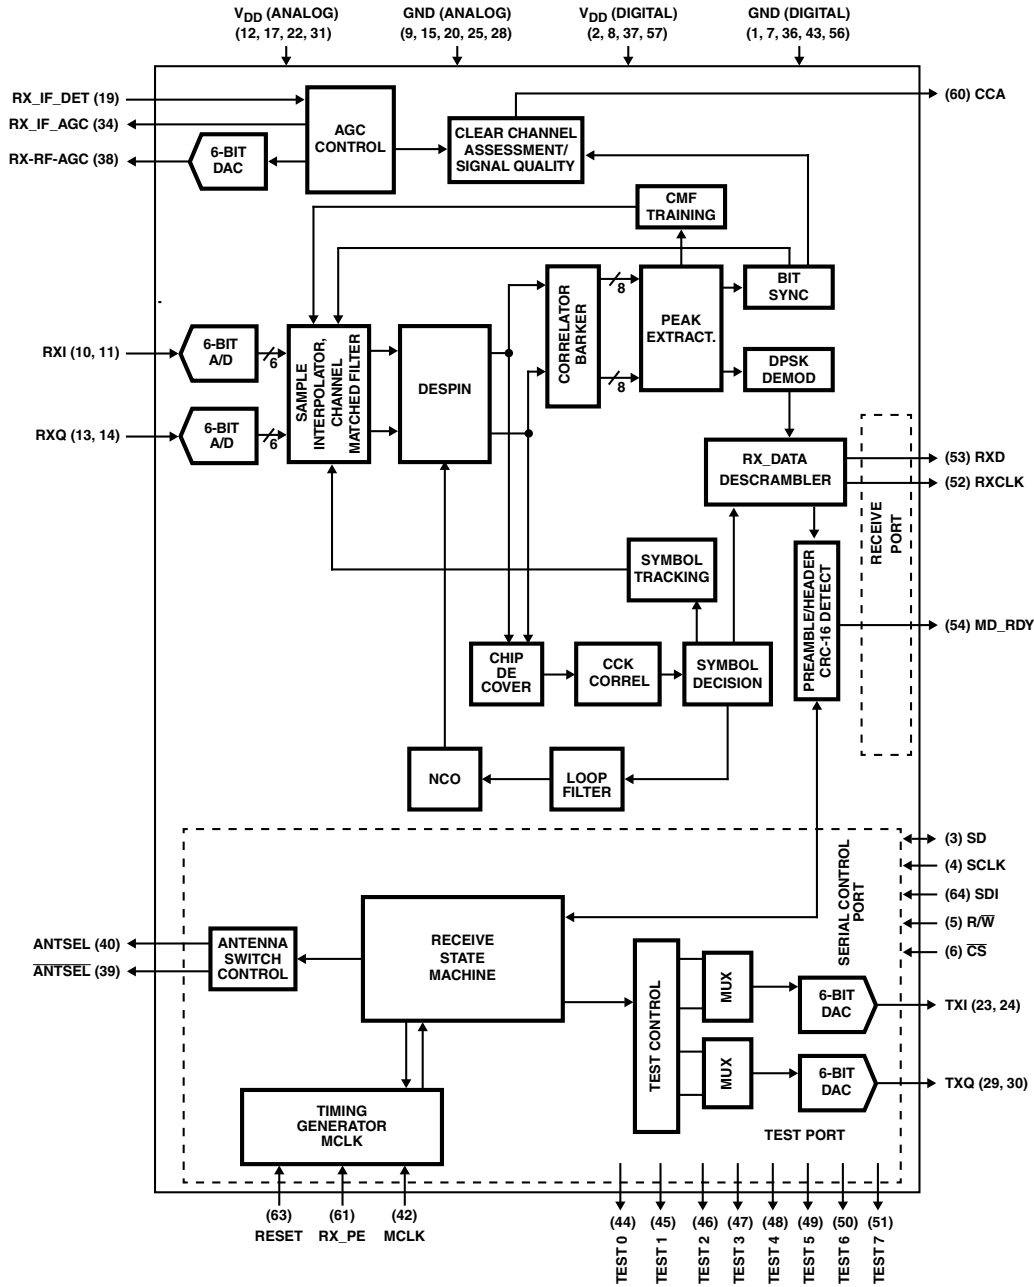 V_DD (ANALOG)
(12, 17, 22, 31)
GND (ANALOG)
(9, 15, 20, 25, 28)
V_DD (DIGITAL)
(2, 8, 37, 57)
GND (DIGITAL)
(1, 7, 36, 43, 56)
RX_IF_DET (19)
RX_IF_AGC (34)
RX-RF-AGC (38)
6-BIT
DAC
AGC
CONTROL
CLEAR CHANNEL
ASSESSMENT/
SIGNAL QUALITY
(60) CCA
CMF
TRAINING
RXI (10, 11)
6-BIT
A/D
6
RXQ (13, 14)
6-BIT
A/D
6
SAMPLE
INTERPOLATOR,
CHANNEL
MATCHED FILTER
DESPIN
CORRELATOR
BARKER
8
8
PEAK
EXTRACT.
BIT
SYNC
DPSK
DEMOD
RX_DATA
DESCRAMBLER
(53) RXD
(52) RXCLK
RECEIVE
PORT
PREAMBLE/HEADER
CRC-16 DETECT
(54) MD_RDY
SYMBOL
TRACKING
CHIP
DE
COVER
CCK
CORREL
SYMBOL
DECISION
NCO
LOOP
FILTER
(3) SD
(4) SCLK
(64) SDI
(5) R/W̅
(6) C̅S̅
SERIAL CONTROL
PORT
ANTSEL (40)
A̅N̅T̅S̅E̅L̅ (39)
ANTENNA
SWITCH
CONTROL
RECEIVE
STATE
MACHINE
TEST CONTROL
MUX
6-BIT
DAC
TXI (23, 24)
MUX
6-BIT
DAC
TXQ (29, 30)
TEST PORT
TIMING
GENERATOR
MCLK
(63)
RESET
(61)
RX_PE
(42)
MCLK
(44)
TEST 0
(45)
TEST 1
(46)
TEST 2
(47)
TEST 3
(48)
TEST 4
(49)
TEST 5
(50)
TEST 6
(51)
TEST 7